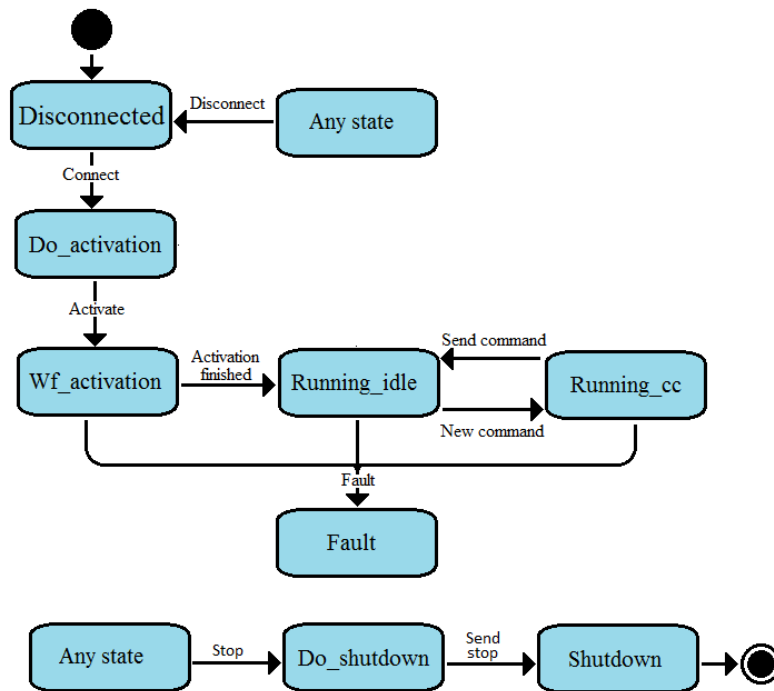 Disconnected
Disconnect
Any state
Connect
Do_activation
Activate
Wf_activation
Activation
finished
Running_idle
Send command
New command
Running_cc
Fault
Fault
Any state
Stop
Do_shutdown
Send
stop
Shutdown